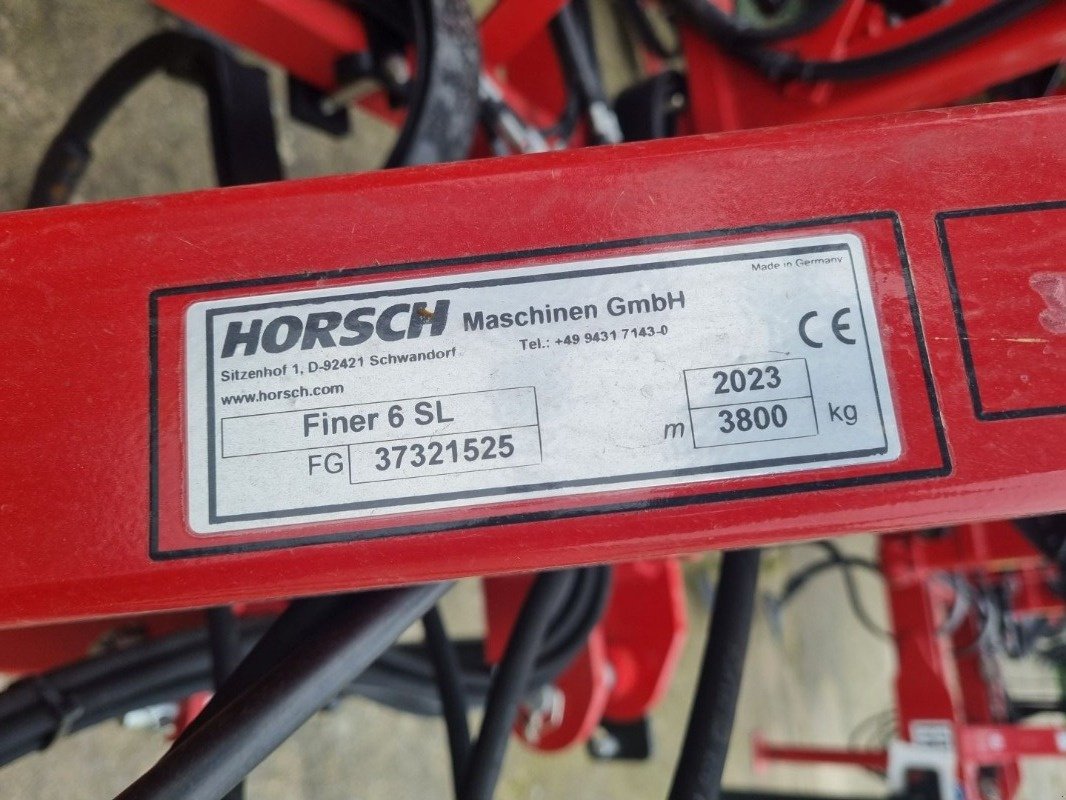 Made in Germany
HORSCH Maschinen GmbH
Sitzenhof 1, D-92421 Schwandorf Tel.: +49 9431 7143-0
www.horsch.com
CE
Finer 6 SL 2023
FG 37321525 m 3800 kg